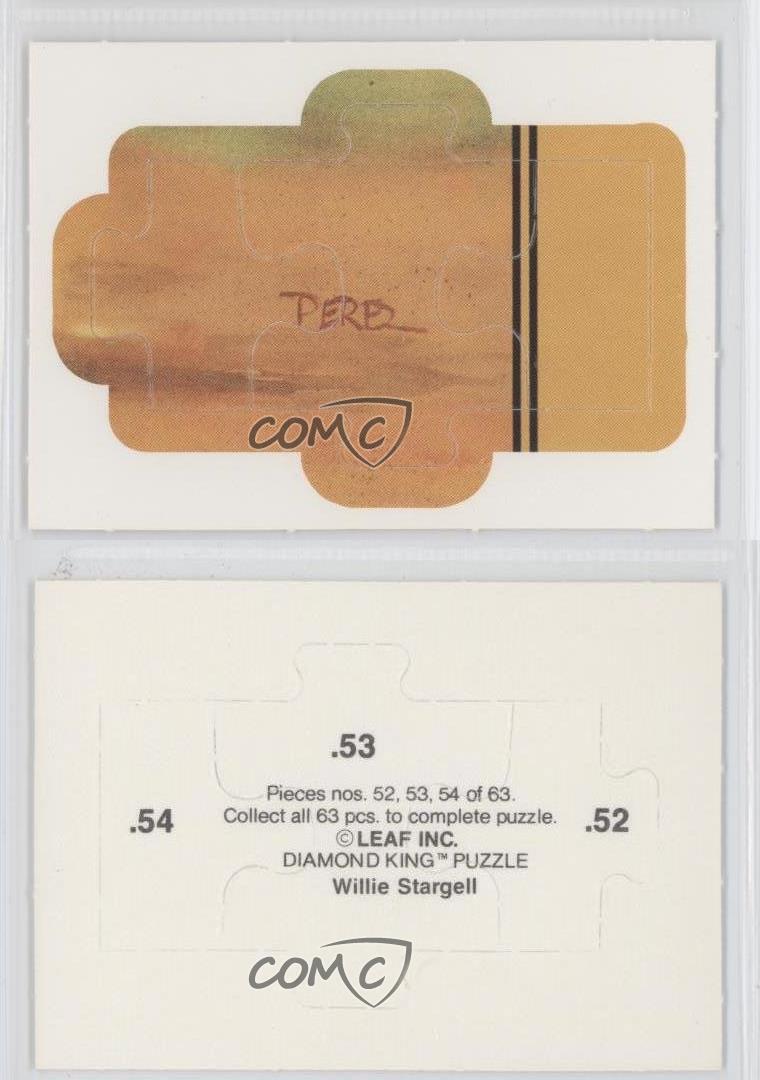 PEREZ
COMC
.53
Pieces nos. 52, 53, 54 of 63.
.54
Collect all 63 pcs. to complete puzzle.
.52
©LEAF INC.
DIAMOND KING™ PUZZLE
Willie Stargell
COMC